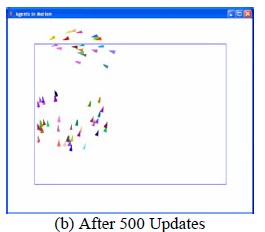 Agents in Motion
(b) After 500 Updates